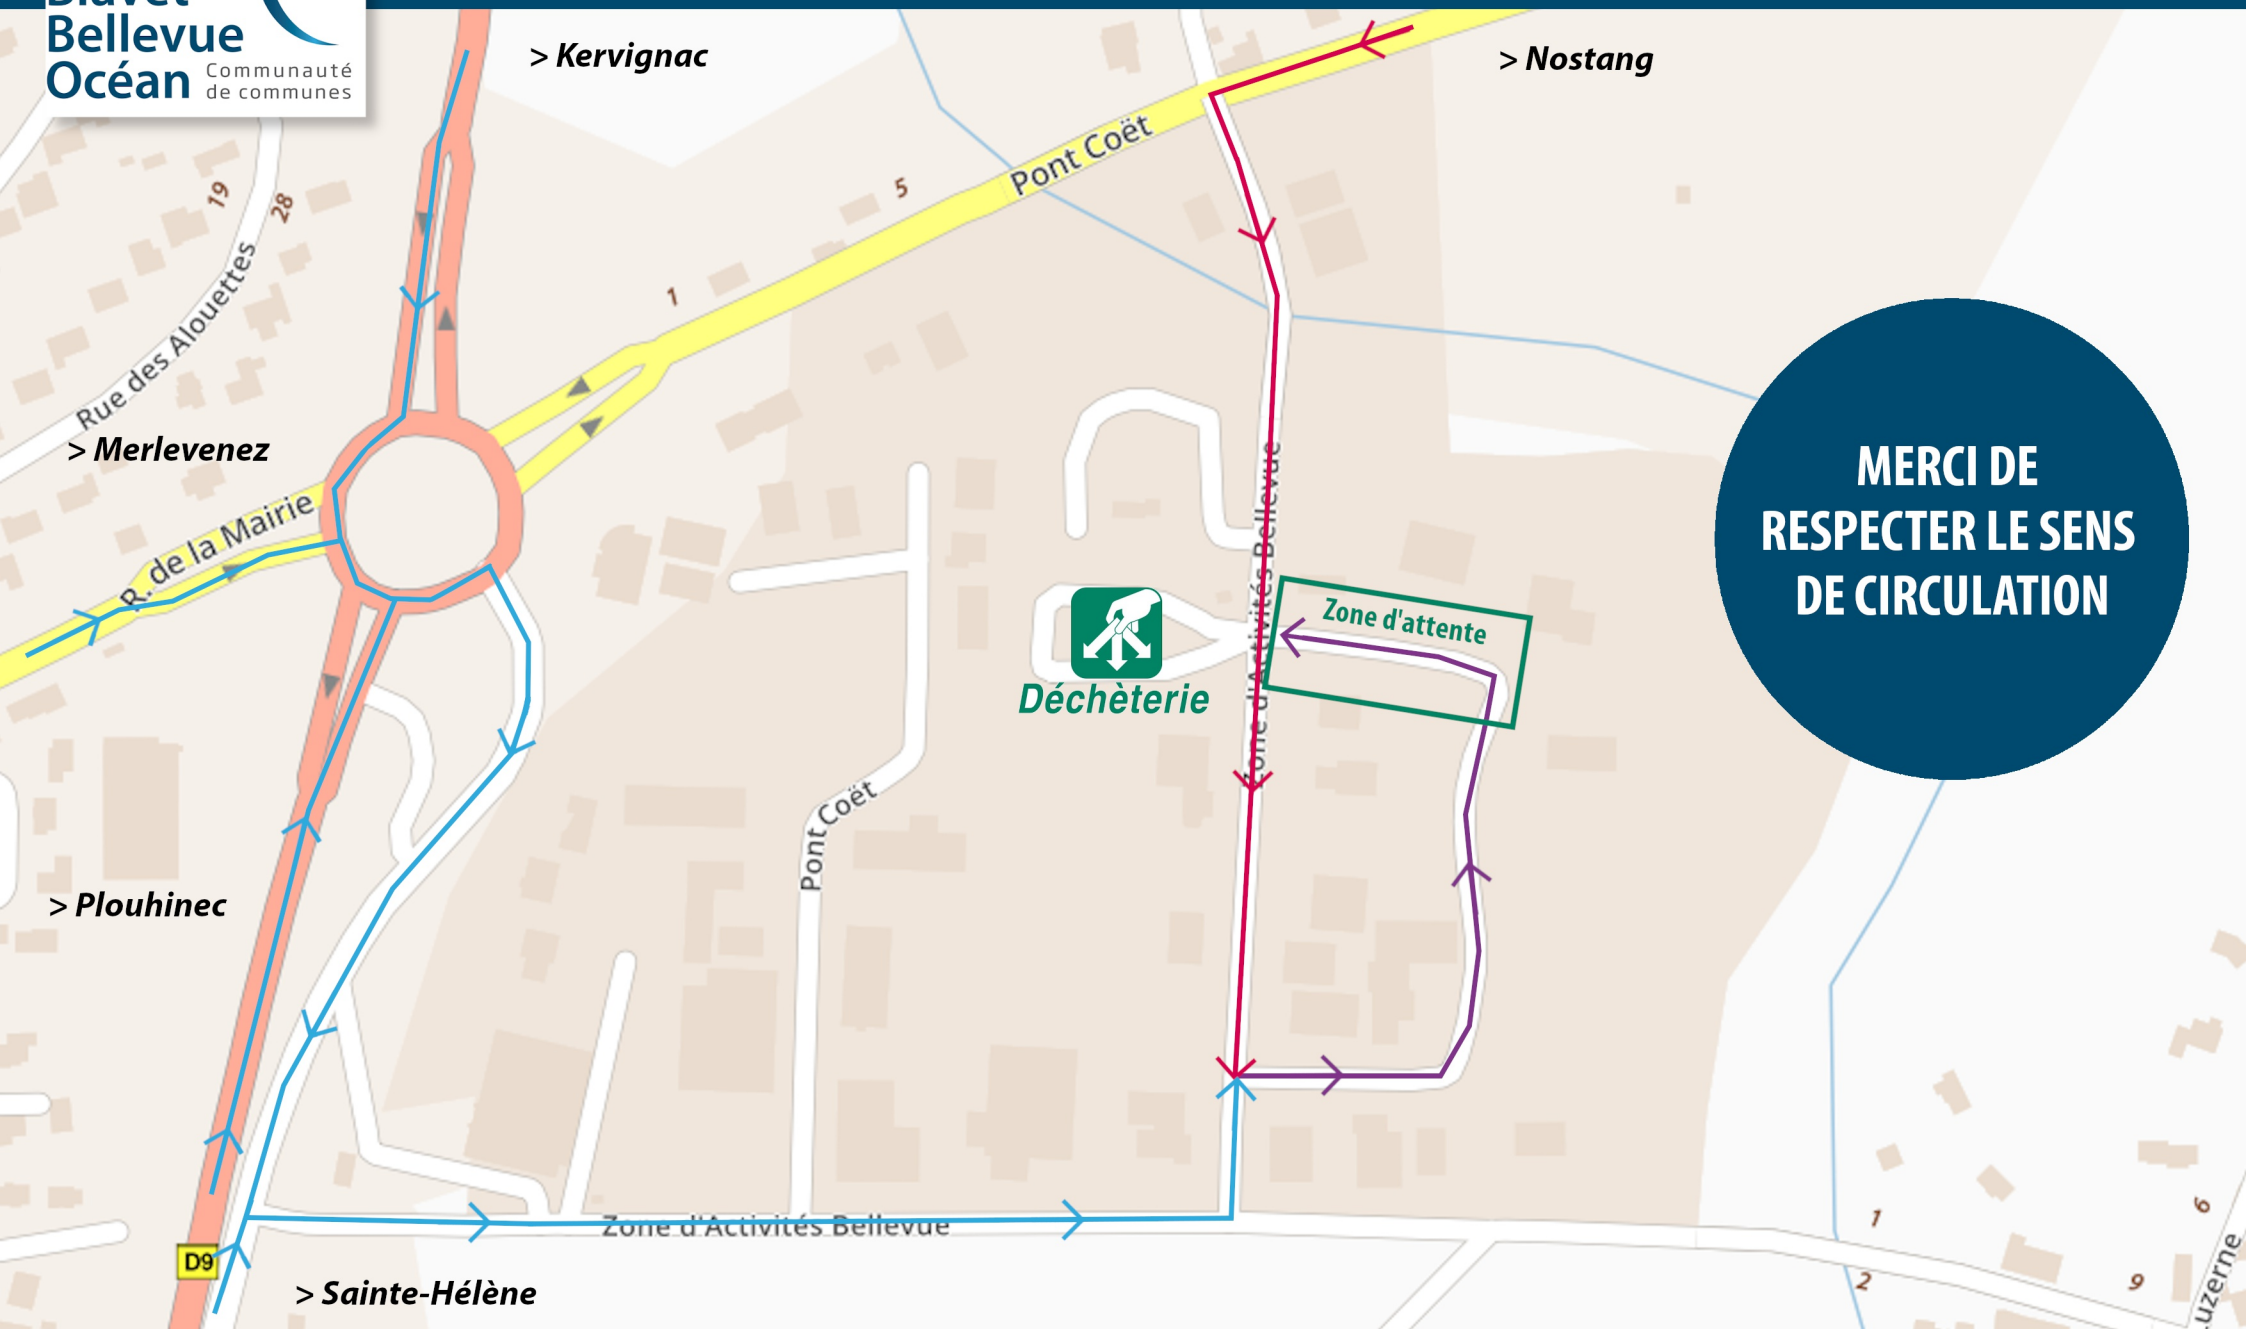 Bellevue
Océan
Communauté
de communes
> Kervignac
> Nostang
Pont Coët
5
19
28
1
Rue des Alouettes
> Merlevenez
R. de la Mairie
MERCI DE
RESPECTER LE SENS
DE CIRCULATION
Zone d'Activités Bellevue
Zone d'attente
Déchèterie
Pont Coët
> Plouhinec
Zone d'Activités Bellevue
D9
> Sainte-Hélène
1
2
6
9